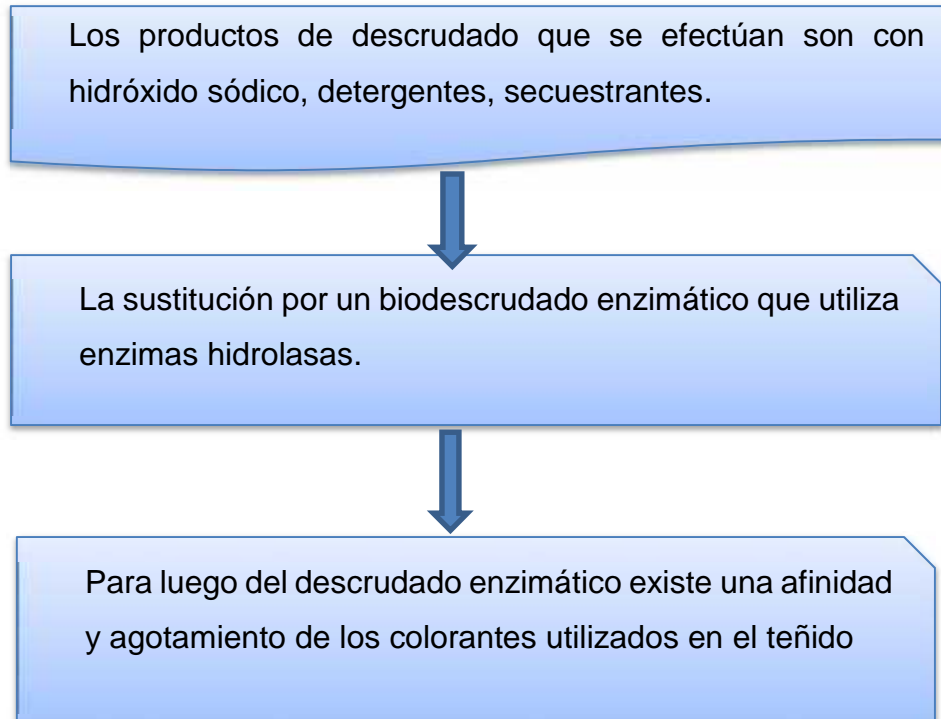 Los productos de descrudado que se efectúan son con
hidróxido sódico, detergentes, secuestrantes.
La sustitución por un biodescrudado enzimático que utiliza
enzimas hidrolasas.
Para luego del descrudado enzimático existe una afinidad
y agotamiento de los colorantes utilizados en el teñido